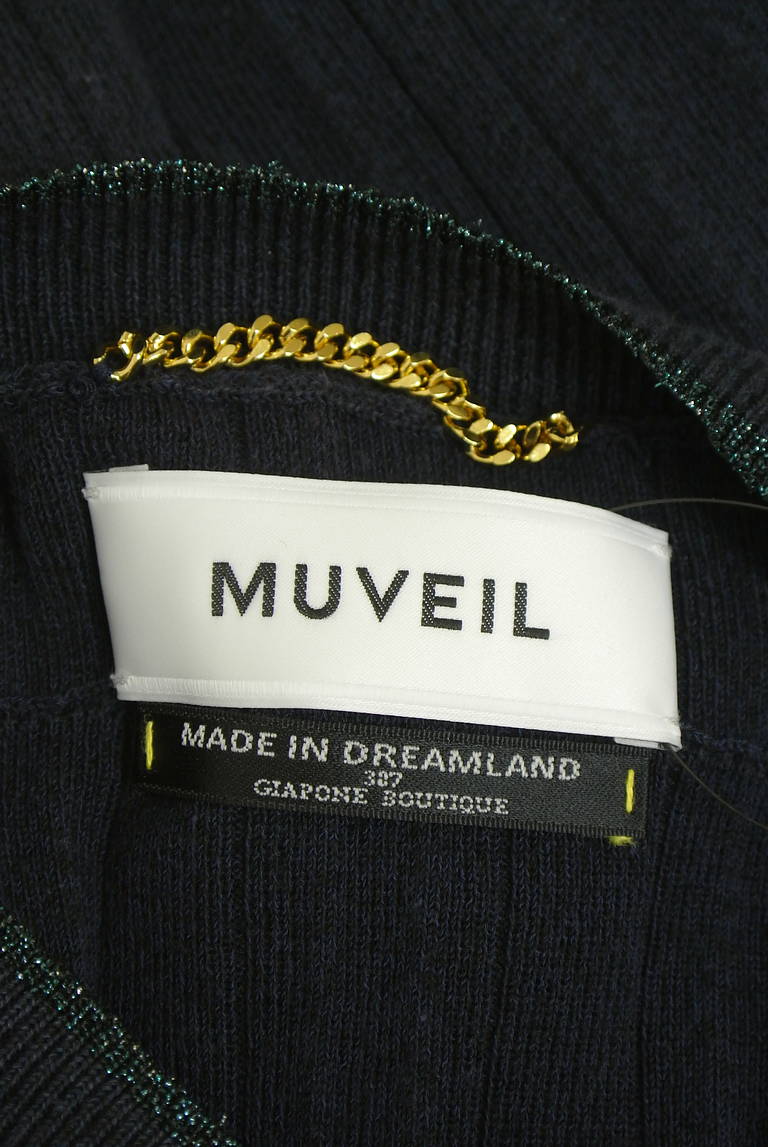 MUVEIL
MADE IN DREAMLAND
387
GIAPONE BOUTIQUE